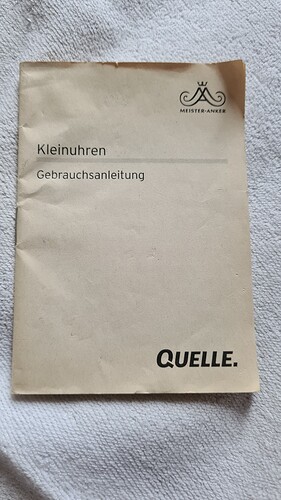 MEISTER-ANKER
Kleinuhren
Gebrauchsanleitung
QUELLE.